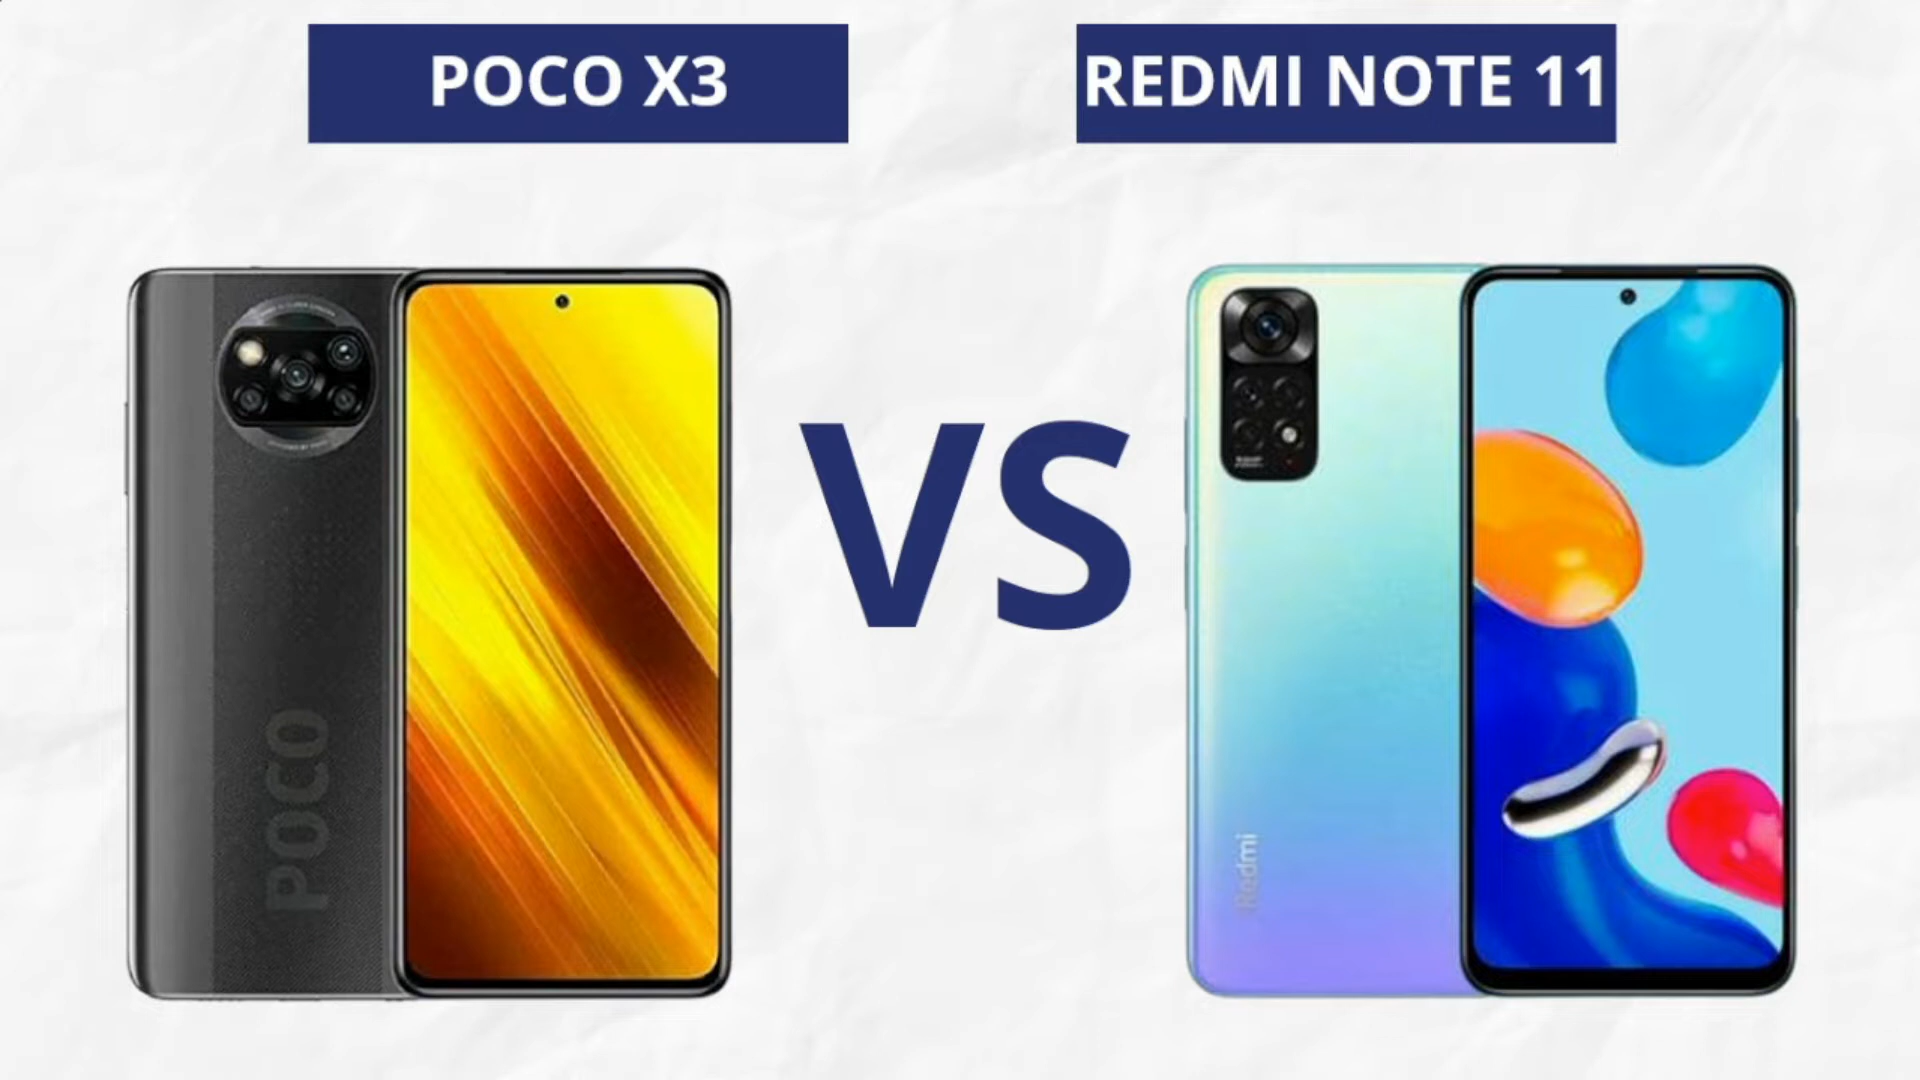 POCO X3
REDMI NOTE 11
VS
POCO
Redmi